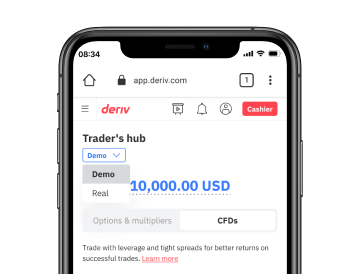 08:34
app.deriv.com
1
deriv
Cashier
Trader's hub
Demo
Demo
10,000.00 USD
Real
Options & multipliers
CFDs
Trade with leverage and tight spreads for better returns on
successful trades. Learn more